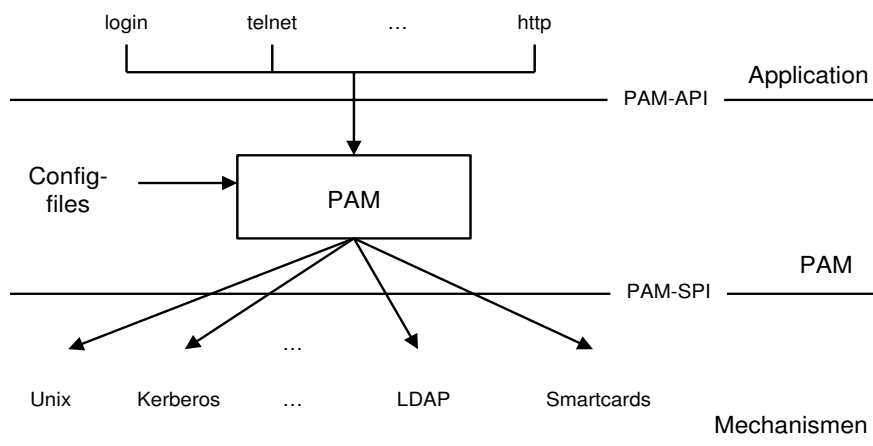 login telnet … http
Application
PAM-API
Config-
files
PAM
PAM
PAM-SPI
…
Unix Kerberos … LDAP Smartcards
Mechanismen